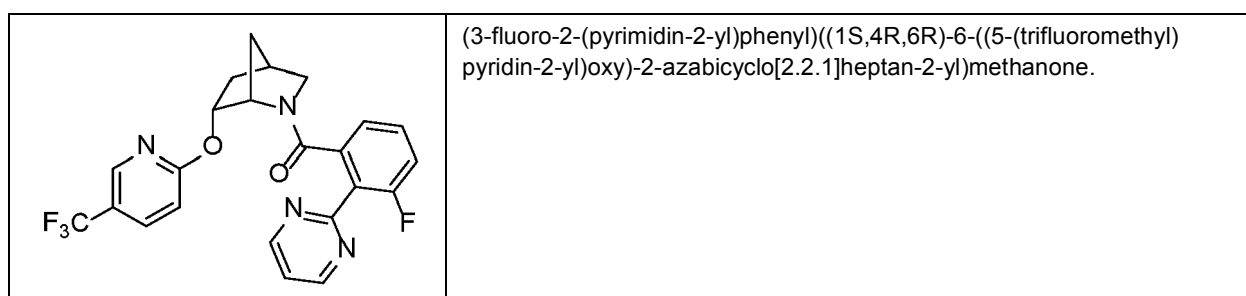 (3-fluoro-2-(pyrimidin-2-yl)phenyl)((1S,4R,6R)-6-((5-(trifluoromethyl)
pyridin-2-yl)oxy)-2-azabicyclo[2.2.1]heptan-2-yl)methanone.
N
N
O
O
F
N
F3C
N